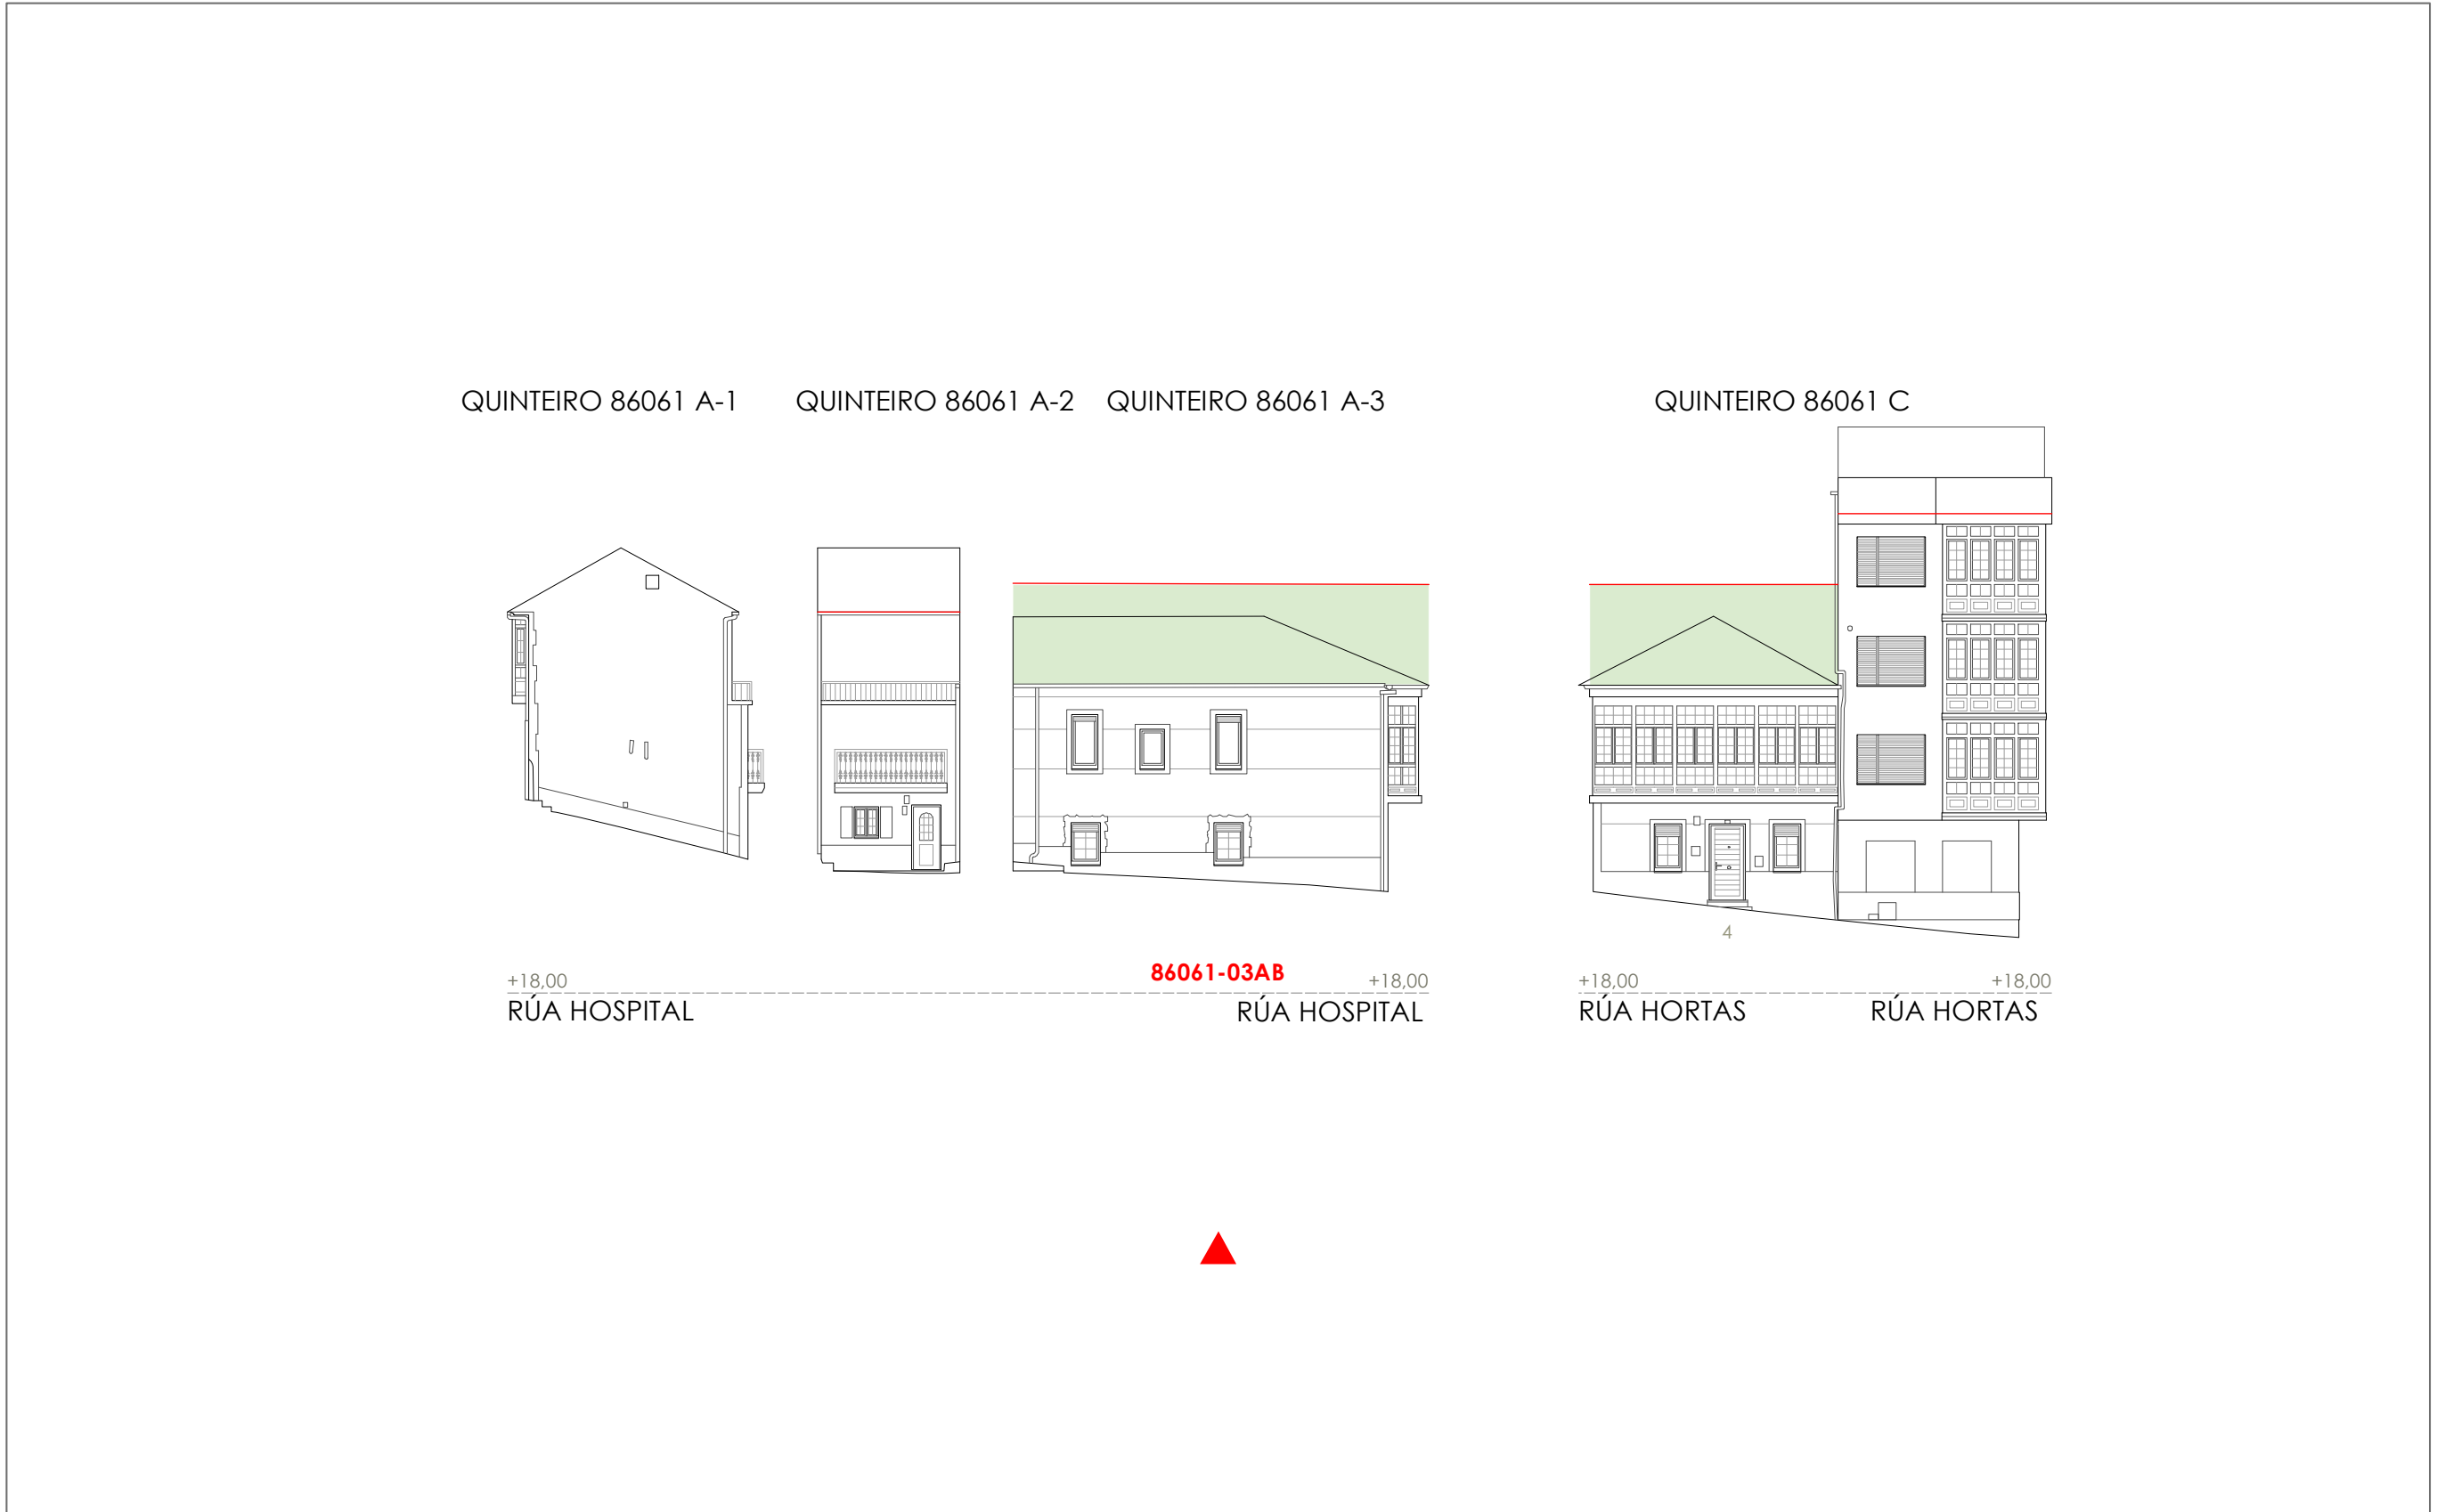 QUINTEIRO 86061 A-1
QUINTEIRO 86061 A-2
QUINTEIRO 86061 A-3
QUINTEIRO 86061 C
4
+18,00
86061-03AB
+18,00
+18,00
+18,00
RÚA HOSPITAL
RÚA HOSPITAL
RÚA HORTAS
RÚA HORTAS